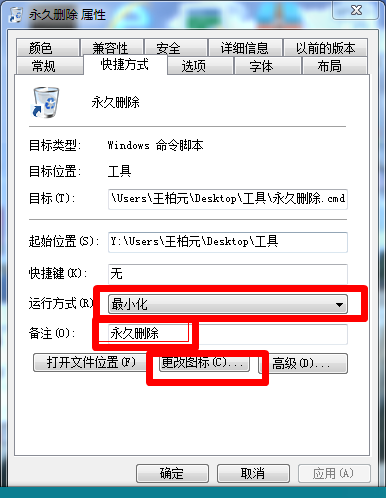 永久删除 属性
颜色 兼容性 安全 详细信息 以前的版本
常规 快捷方式 选项 字体 布局
永久删除
目标类型: Windows 命令脚本
目标位置: 工具
目标(T): \Users\王柏元\Desktop\工具\永久删除.cmd
起始位置(S): Y:\Users\王柏元\Desktop\工具
快捷键(K): 无
运行方式(R) 最小化
备注(O): 永久删除
打开文件位置(F) 更改图标(C)... 高级(D)...
确定 取消 应用(A)